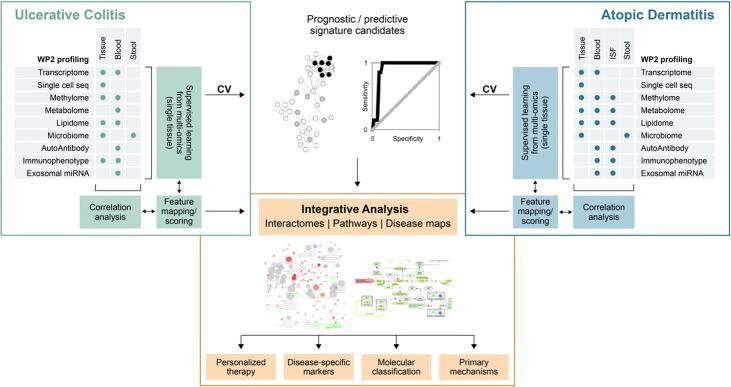 Ulcerative Colitis
WP2 profiling
Tissue
Blood
Stool
Transcriptome
Single cell seq
Methylome
Metabolome
Lipidome
Microbiome
AutoAntibody
Immunophenotype
Exosomal miRNA
Supervised learning
from multi-omics
(single tissue)
Correlation
analysis
Feature
mapping/
scoring
CV
Prognostic / predictive
signature candidates
Sensitivity
1
0
Specificity
1
CV
Atopic Dermatitis
Tissue
Blood
ISF
Stool
WP2 profiling
Transcriptome
Single cell seq
Methylome
Metabolome
Lipidome
Microbiome
AutoAntibody
Immunophenotype
Exosomal miRNA
Supervised learning
from multi-omics
(single tissue)
Feature
mapping/
scoring
Correlation
analysis
Integrative Analysis
Interactomes | Pathways | Disease maps
Personalized
therapy
Disease-specific
markers
Molecular
classification
Primary
mechanisms